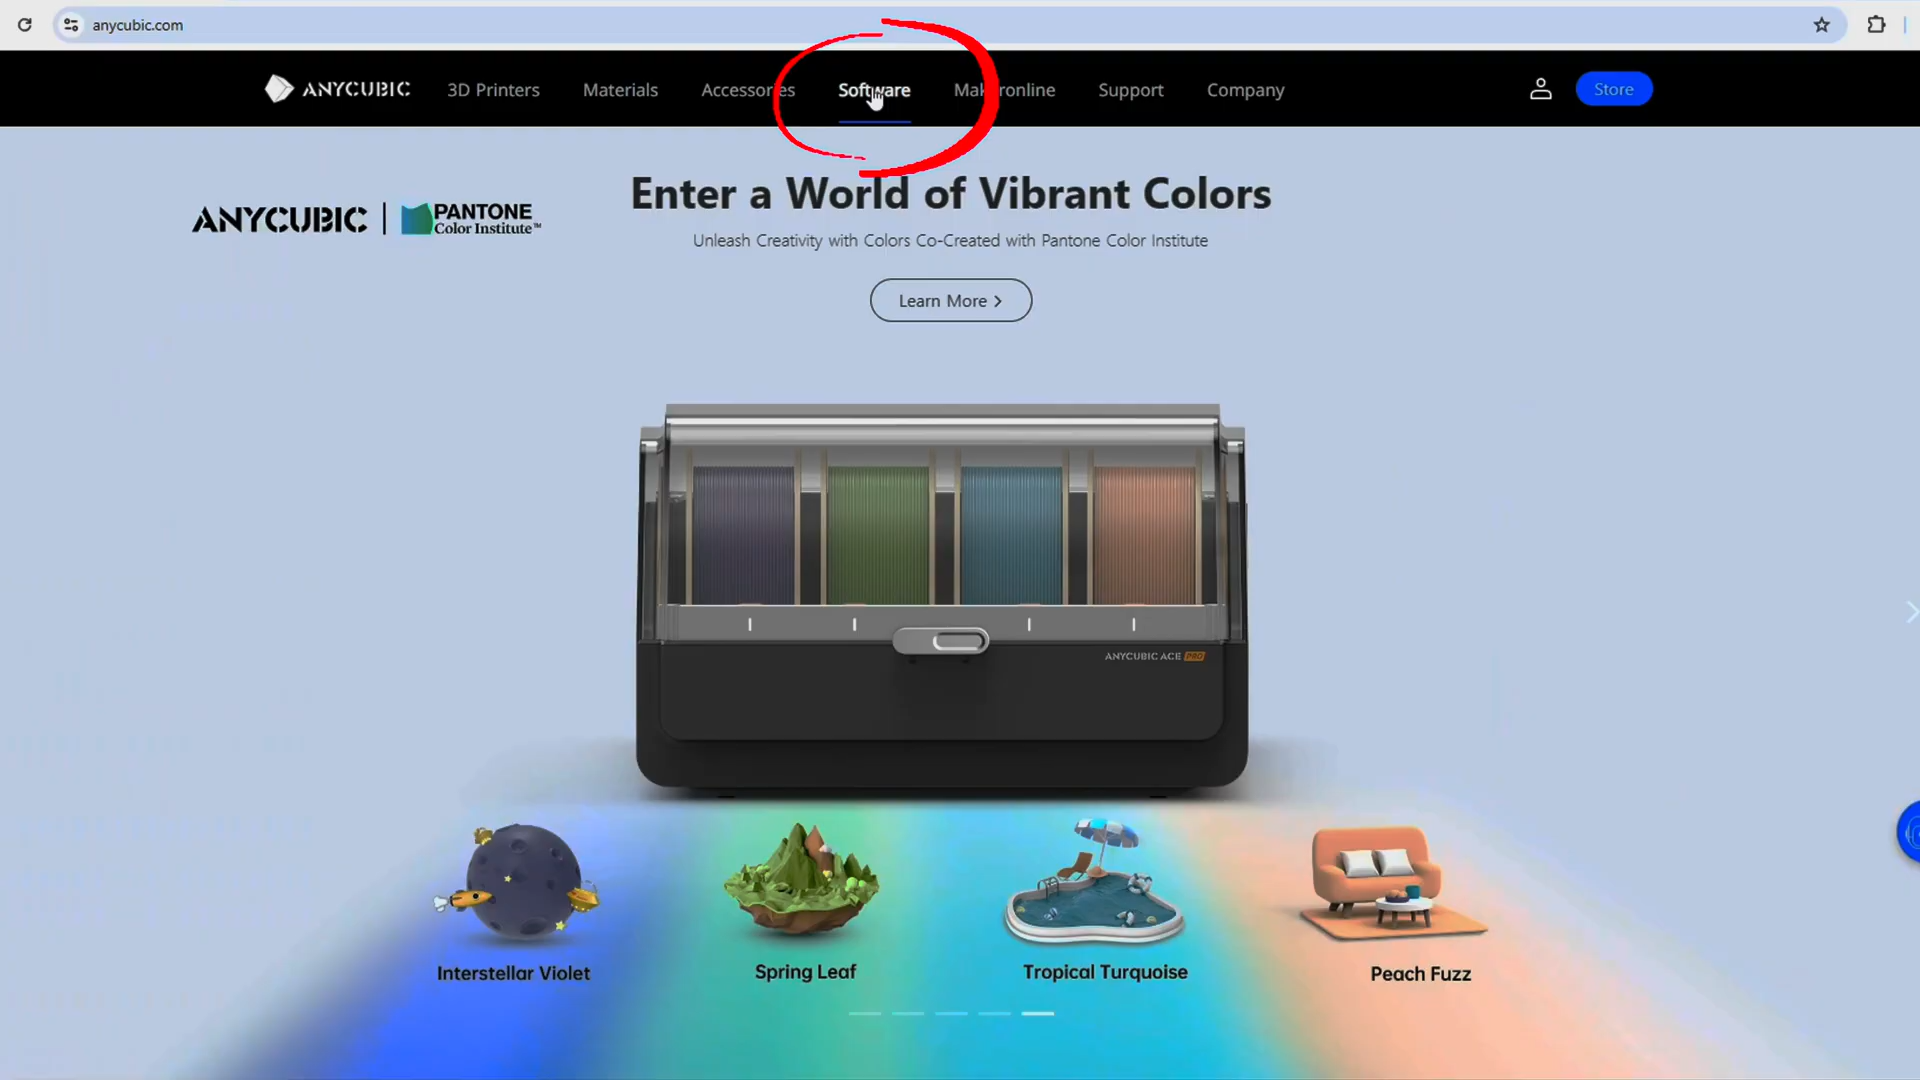 anycubic.com
ANYCUBIC 3D Printers Materials Accessories Software Makeronline Support Company Store
ANYCUBIC | PANTONE
Color Institute™
Enter a World of Vibrant Colors
Unleash Creativity with Colors Co-Created with Pantone Color Institute
Learn More >
ANYCUBIC ACE PRO
Interstellar Violet Spring Leaf Tropical Turquoise Peach Fuzz